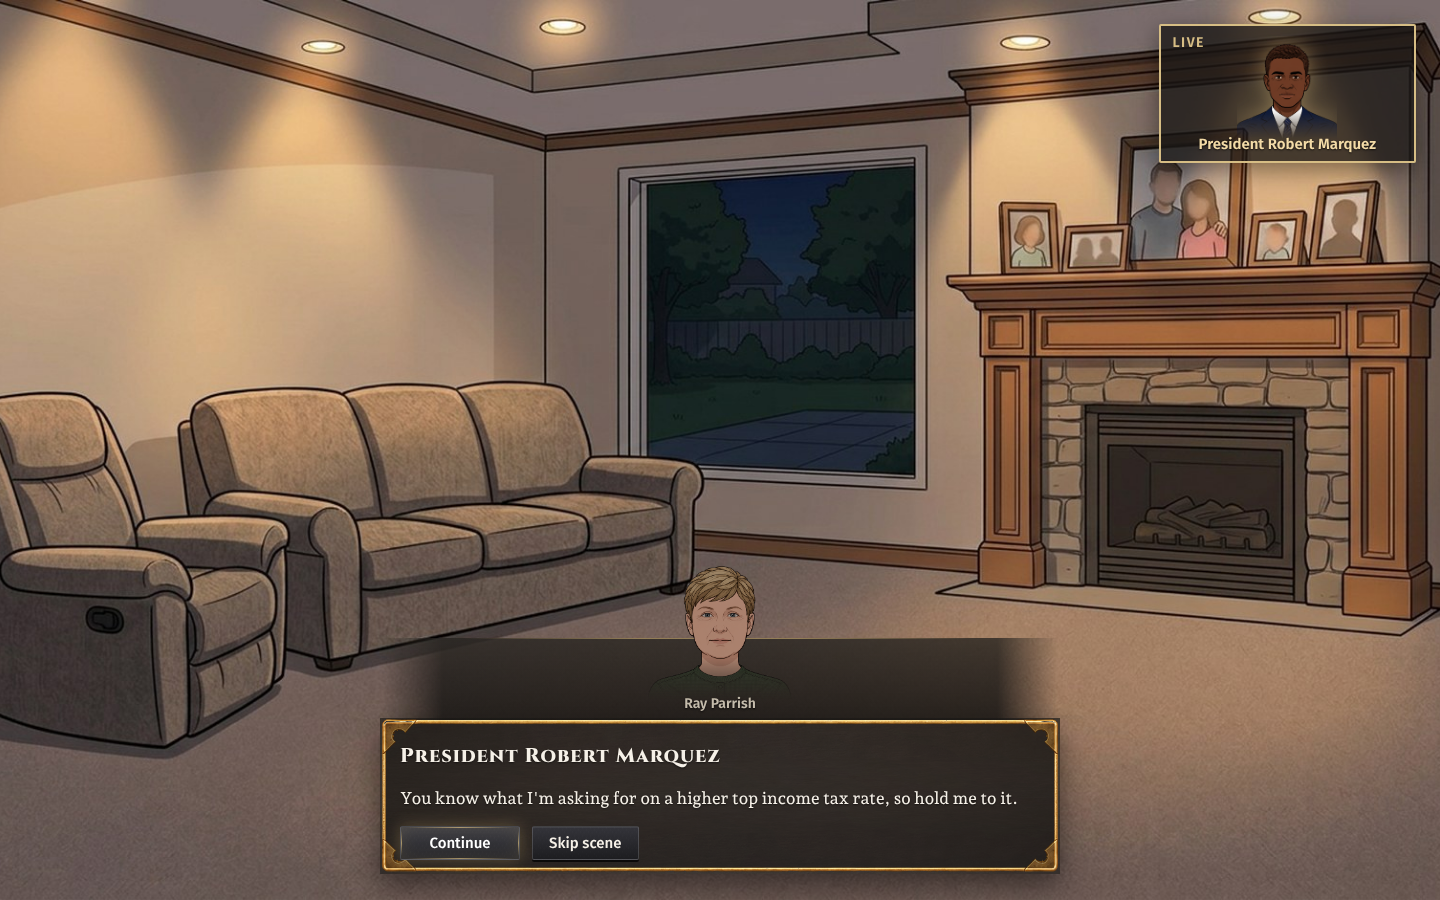 LIVE
President Robert Marquez
Ray Parrish
President Robert Marquez
You know what I'm asking for on a higher top income tax rate, so hold me to it.
Continue
Skip scene